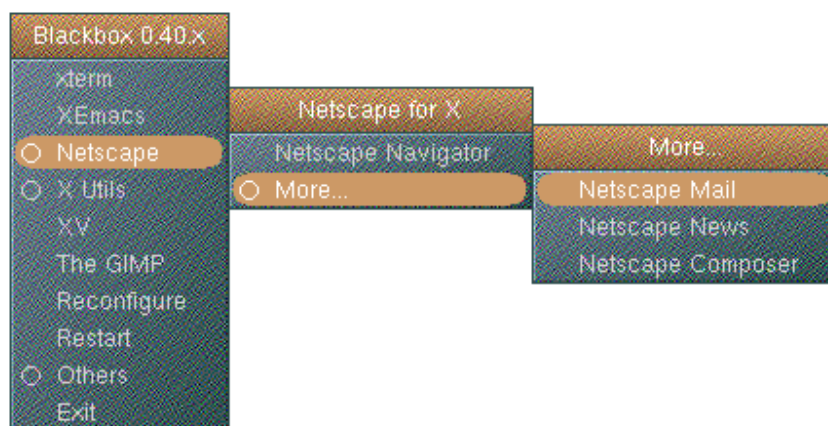 Blackbox 0.40.x
xterm
XEmacs
Netscape
X Utils
XV
The GIMP
Reconfigure
Restart
Others
Exit
Netscape for X
Netscape Navigator
More...
More...
Netscape Mail
Netscape News
Netscape Composer